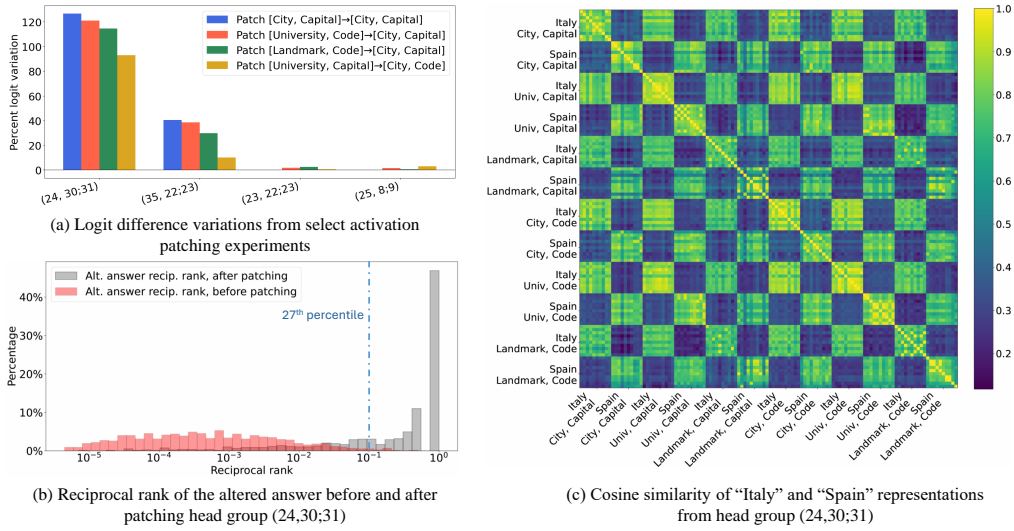 Percent logit variation
120
100
80
60
40
20
0
Patch [City, Capital]→[City, Capital]
Patch [University, Code]→[City, Capital]
Patch [Landmark, Code]→[City, Capital]
Patch [University, Capital]→[City, Code]
(24, 30;31)
(35, 22;23)
(23, 22;23)
(25, 8;9)
(a) Logit difference variations from select activation
patching experiments
Percentage
40%
30%
20%
10%
0%
Alt. answer recip. rank, after patching
Alt. answer recip. rank, before patching
27th percentile
10⁻⁵
10⁻⁴
10⁻³
10⁻²
10⁻¹
10⁰
Reciprocal rank
(b) Reciprocal rank of the altered answer before and after
patching head group (24,30;31)
Italy
City, Capital
Spain
City, Capital
Italy
Univ, Capital
Spain
Univ, Capital
Italy
Landmark, Capital
Spain
Landmark, Capital
Italy
City, Code
Spain
City, Code
Italy
Univ, Code
Spain
Univ, Code
Italy
Landmark, Code
Spain
Landmark, Code
Italy
City, Capital
Spain
City, Capital
Italy
Univ, Capital
Spain
Univ, Capital
Italy
Landmark, Capital
Spain
Landmark, Capital
Italy
City, Code
Spain
City, Code
Italy
Univ, Code
Spain
Univ, Code
Italy
Landmark, Code
Spain
Landmark, Code
1.0
0.9
0.8
0.7
0.6
0.5
0.4
0.3
0.2
(c) Cosine similarity of “Italy” and “Spain” representations
from head group (24,30;31)